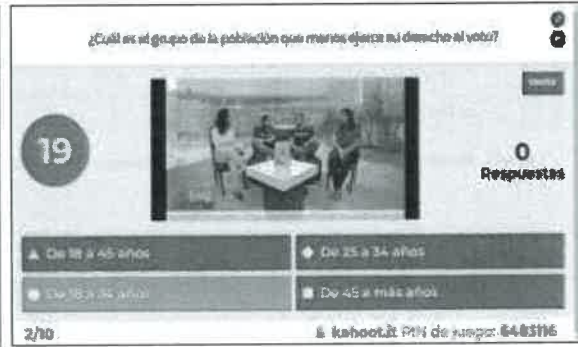 ¿Cuál es el grupo de la población que menos ejerce su derecho al voto?
19
0
Respuestas
▲ De 18 a 45 años
◆ De 25 a 34 años
● De 18 a 34 años
■ De 45 a más años
2/10
kahoot.it PIN de juego: 6483116